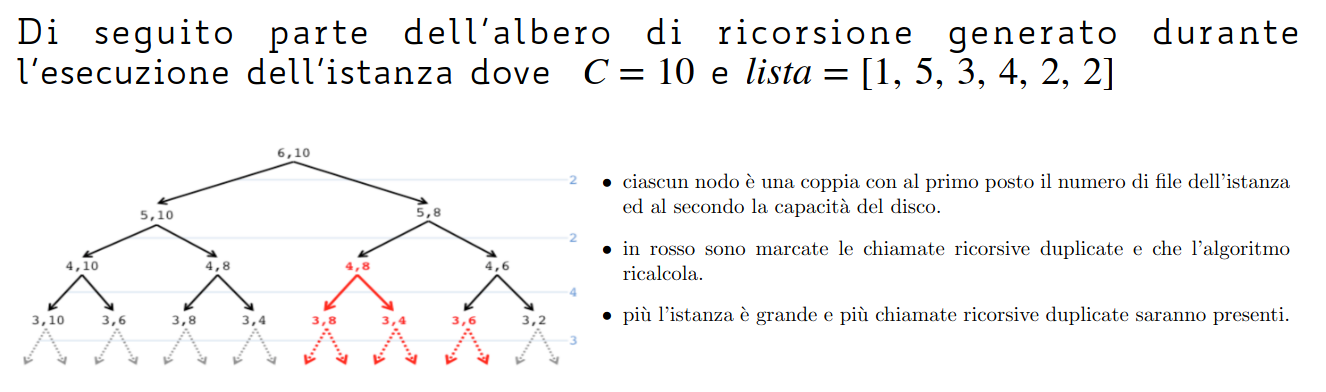 Di seguito parte dell'albero di ricorsione generato durante
l'esecuzione dell'istanza dove C = 10 e lista = [1, 5, 3, 4, 2, 2]
6,10
2
5,10 5,8
2
4,10 4,8 4,8 4,6
4
3,10 3,6 3,8 3,4 3,8 3,4 3,6 3,2
3
• ciascun nodo è una coppia con al primo posto il numero di file dell'istanza
ed al secondo la capacità del disco.
• in rosso sono marcate le chiamate ricorsive duplicate e che l'algoritmo
ricalcola.
• più l'istanza è grande e più chiamate ricorsive duplicate saranno presenti.